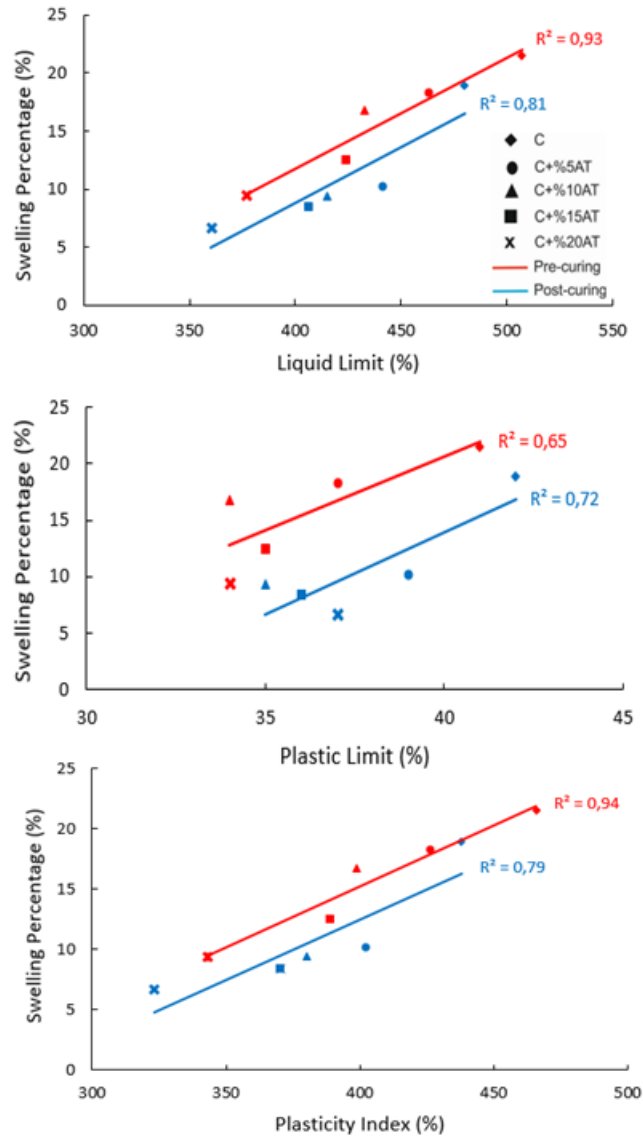 25
R² = 0,93
20
R² = 0,81
15
C
C+%5AT
10
C+%10AT
C+%15AT
5
C+%20AT
Pre-curing
0
Post-curing
300 350 400 450 500 550
Swelling Percentage (%)
Liquid Limit (%)
25
R² = 0,65
20
R² = 0,72
15
10
5
0
30 35 40 45
Swelling Percentage (%)
Plastic Limit (%)
25
R² = 0,94
20
R² = 0,79
15
10
5
0
300 350 400 450 500
Swelling Percentage (%)
Plasticity Index (%)